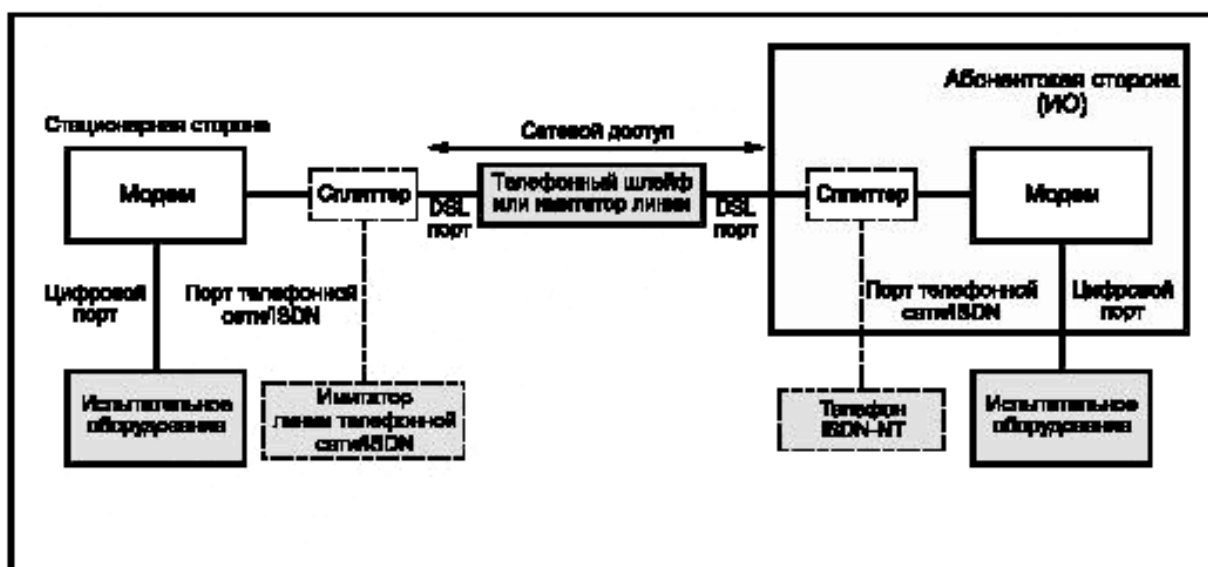 Абонентская сторона
(ИО)
Стационарная сторона
Сетевой доступ
Модем
Сплиттер
DSL
порт
Телефонный шлейф
или имитатор линии
DSL
порт
Сплиттер
Модем
Цифровой
порт
Порт телефонной
сети/ISDN
Порт телефонной
сети/ISDN
Цифровой
порт
Испытательное
оборудование
Имитатор
линии телефонной
сети/ISDN
Телефон
ISDN-NT
Испытательное
оборудование